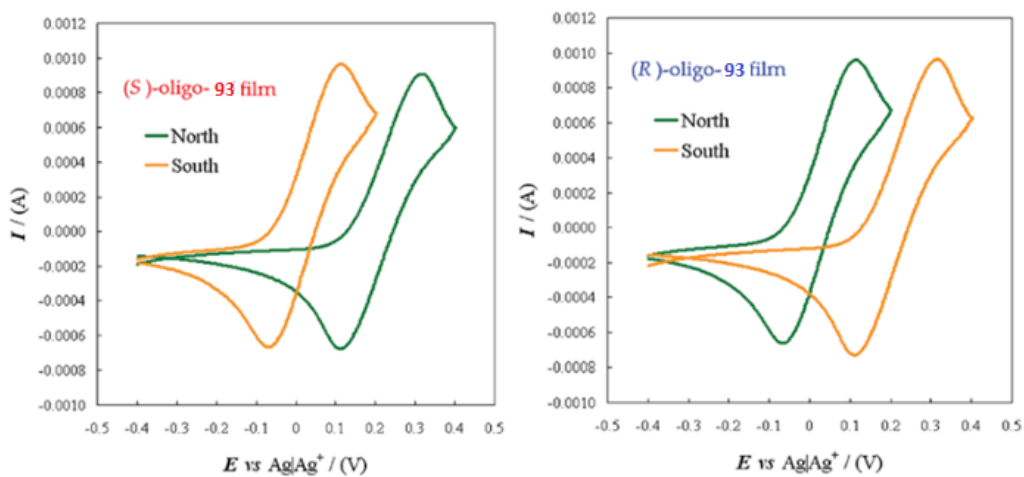 0.0012
0.0010
0.0008
0.0006
0.0004
0.0002
0.0000
-0.0002
-0.0004
-0.0006
-0.0008
-0.0010
I / (A)
(S)-oligo-93 film
North
South
-0.5 -0.4 -0.3 -0.2 -0.1 0 0.1 0.2 0.3 0.4 0.5
E vs Ag|Ag⁺ / (V)
0.0012
0.0010
0.0008
0.0006
0.0004
0.0002
0.0000
-0.0002
-0.0004
-0.0006
-0.0008
-0.0010
I / (A)
(R)-oligo-93 film
North
South
-0.5 -0.4 -0.3 -0.2 -0.1 0 0.1 0.2 0.3 0.4 0.5
E vs Ag|Ag⁺ / (V)